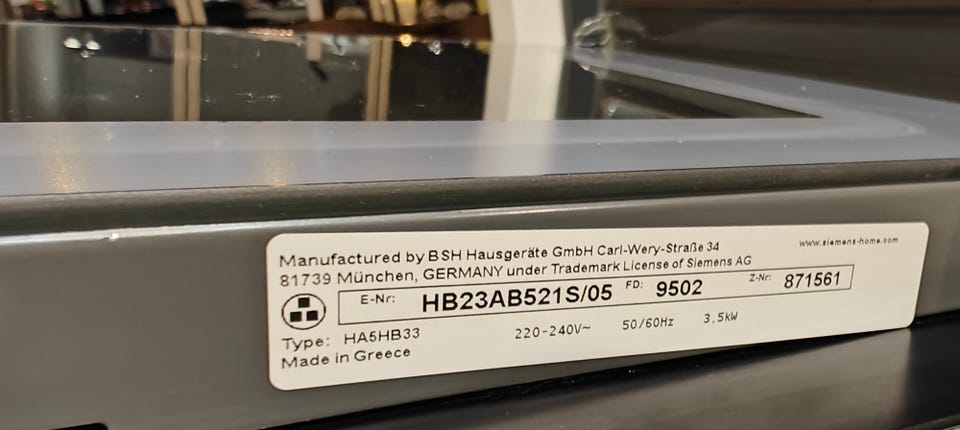 Manufactured by BSH Hausgeräte GmbH Carl-Wery-Straße 34
www.siemens-home.com
81739 München, GERMANY under Trademark License of Siemens AG
E-Nr: HB23AB521S/05 FD: 9502 Z-Nr: 871561
Type: HA5HB33 220-240V~ 50/60Hz 3,5kW
Made in Greece